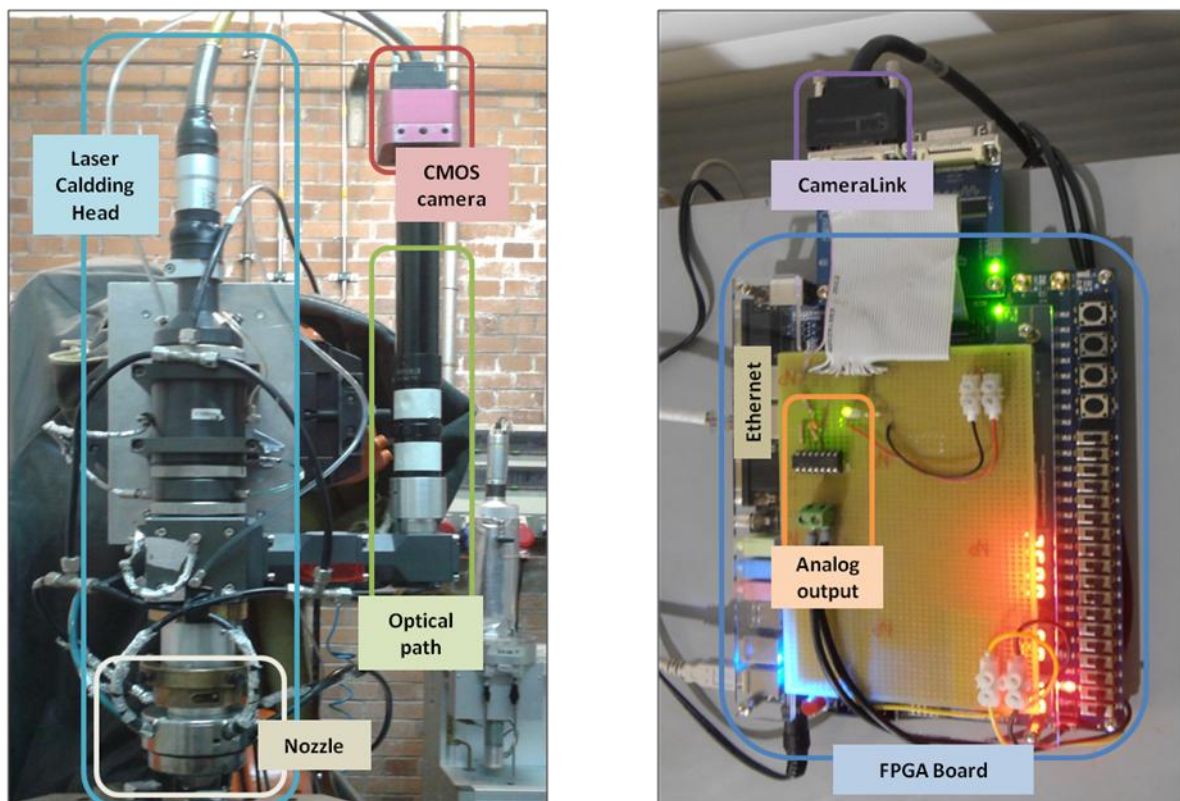 Laser
Caldding
Head
CMOS
camera
Optical
path
Nozzle
CameraLink
Ethernet
Analog
output
FPGA Board